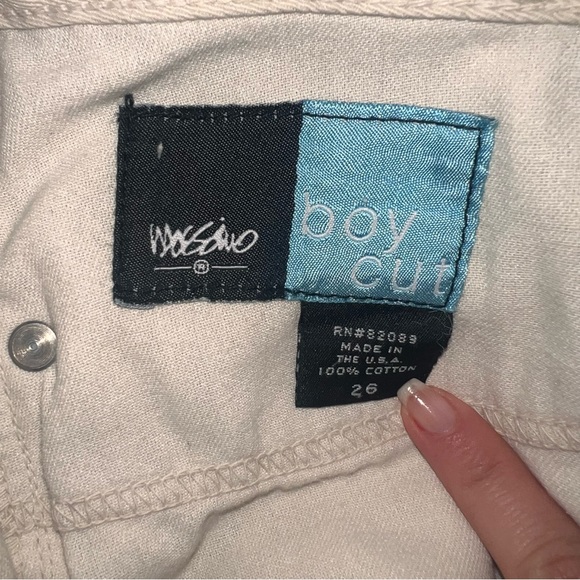 mossimo
boy
cut
RN#82089
MADE IN
THE U.S.A.
100% COTTON
26